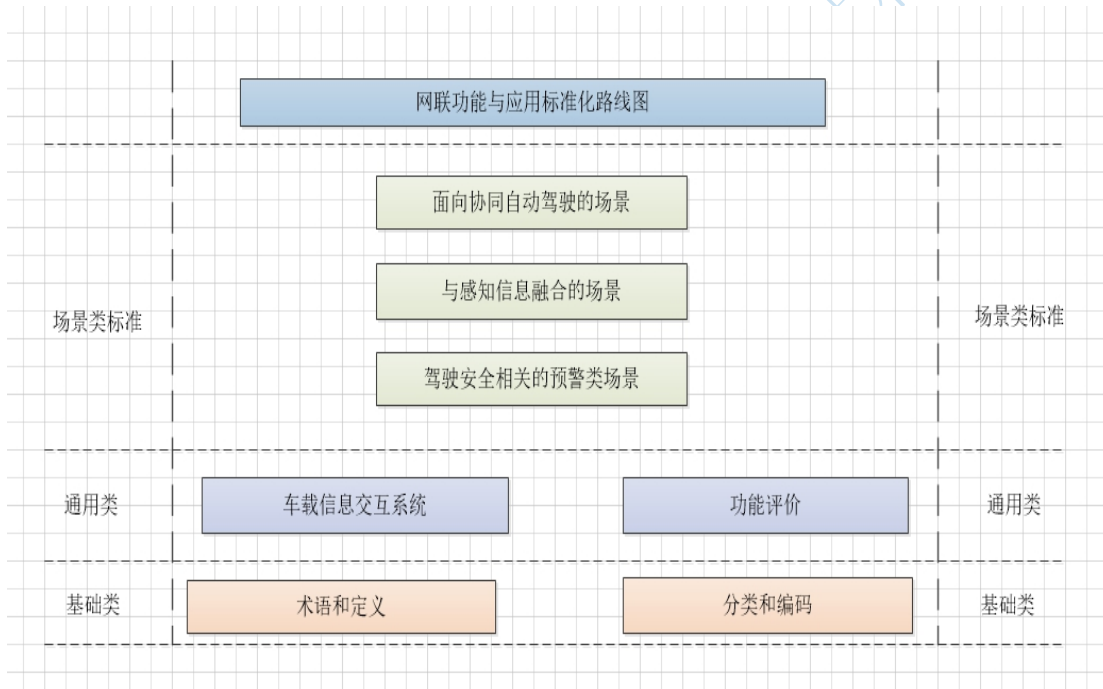 网联功能与应用标准化路线图
面向协同自动驾驶的场景
与感知信息融合的场景
场景类标准
场景类标准
驾驶安全相关的预警类场景
通用类
车载信息交互系统
功能评价
通用类
基础类
术语和定义
分类和编码
基础类